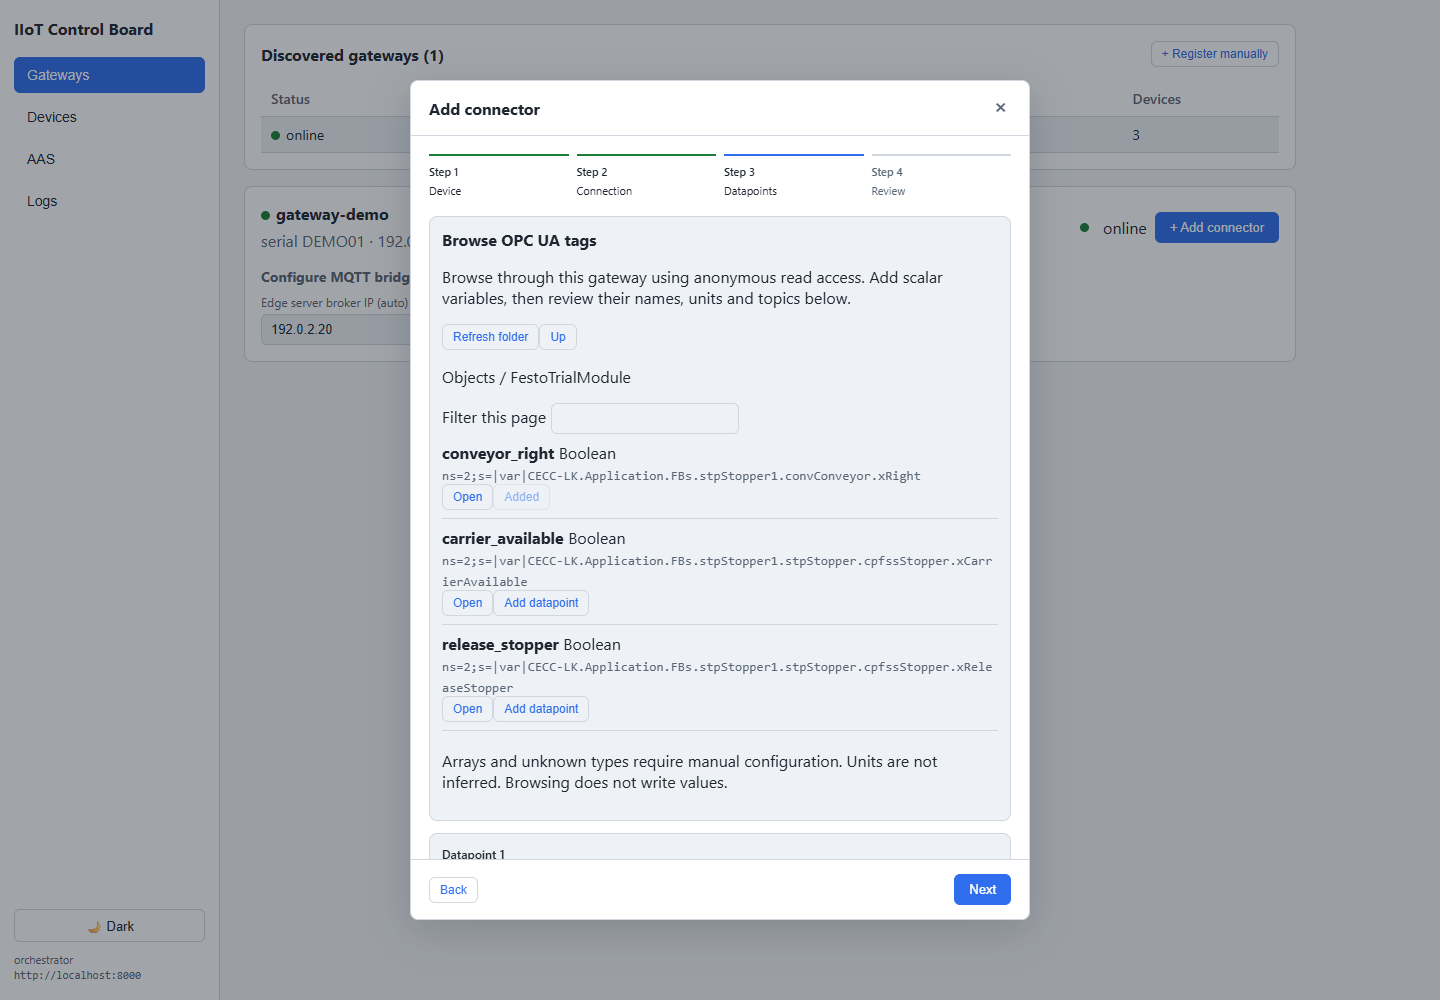 IIoT Control Board
Gateways
Devices
AAS
Logs
🌙 Dark
orchestrator
http://localhost:8000
Discovered gateways (1)
+ Register manually
Status
Devices
online
3
gateway-demo
serial DEMO01 · 192.0
online
+ Add connector
Configure MQTT bridg
Edge server broker IP (auto)
192.0.2.20
Add connector
×
Step 1
Device
Step 2
Connection
Step 3
Datapoints
Step 4
Review
Browse OPC UA tags
Browse through this gateway using anonymous read access. Add scalar
variables, then review their names, units and topics below.
Refresh folder
Up
Objects / FestoTrialModule
Filter this page
conveyor_right Boolean
ns=2;s=|var|CECC-LK.Application.FBs.stpStopper1.convConveyor.xRight
Open
Added
carrier_available Boolean
ns=2;s=|var|CECC-LK.Application.FBs.stpStopper1.stpStopper.cpfssStopper.xCarr
ierAvailable
Open
Add datapoint
release_stopper Boolean
ns=2;s=|var|CECC-LK.Application.FBs.stpStopper1.stpStopper.cpfssStopper.xRele
aseStopper
Open
Add datapoint
Arrays and unknown types require manual configuration. Units are not
inferred. Browsing does not write values.
Datapoint 1
Back
Next